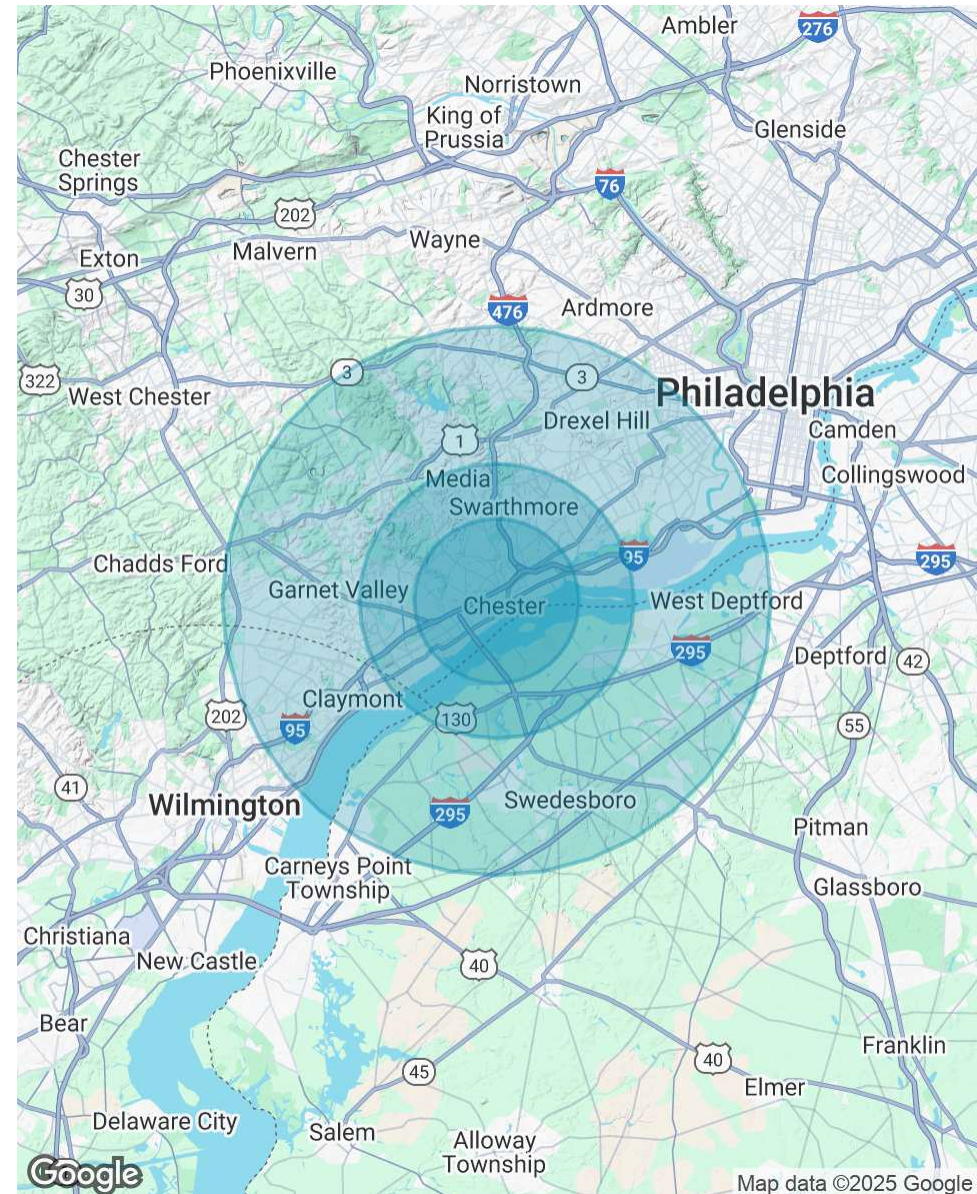 Ambler
276
Phoenixville
Norristown
King of
Prussia
Glenside
Chester
Springs
76
202
Wayne
Malvern
Exton
30
476
Ardmore
322
3
3
West Chester
Philadelphia
Drexel Hill
Camden
1
Media
Collingswood
Swarthmore
95
295
Chadds Ford
Garnet Valley
Chester
West Deptford
295
Deptford
42
Claymont
202
130
95
55
41
Wilmington
Swedesboro
295
Pitman
Carneys Point
Township
Glassboro
Christiana
New Castle
40
Bear
Franklin
45
40
Elmer
Delaware City
Salem
Alloway
Township
Google
Map data ©2025 Google